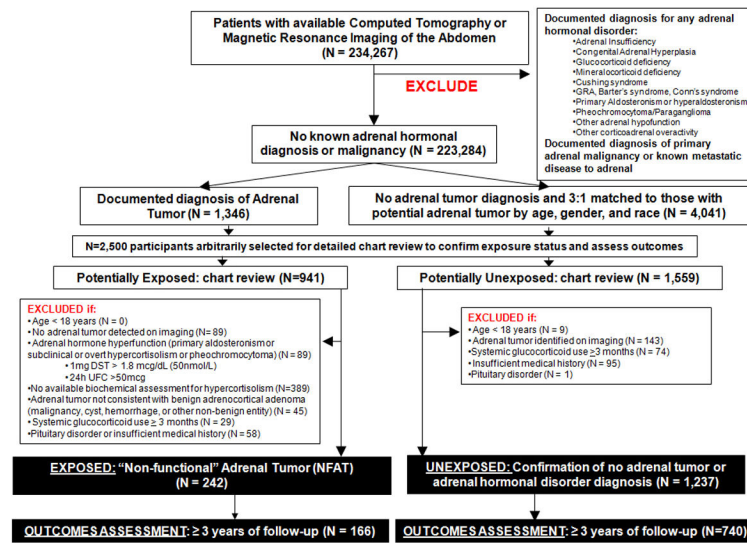 Patients with available Computed Tomography or
Magnetic Resonance Imaging of the Abdomen
(N = 234,267)
EXCLUDE
Documented diagnosis for any adrenal
hormonal disorder:
•Adrenal Insufficiency
•Congenital Adrenal Hyperplasia
•Glucocorticoid deficiency
•Mineralocorticoid deficiency
•Cushing syndrome
•GRA, Barter's syndrome, Conn's syndrome
•Primary Aldosteronism or hyperaldosteronism
•Pheochromocytoma/Paraganglioma
•Other adrenal hypofunction
•Other corticoadrenal overactivity
Documented diagnosis of primary
adrenal malignancy or known metastatic
disease to adrenal
No known adrenal hormonal
diagnosis or malignancy (N = 223,284)
Documented diagnosis of Adrenal
Tumor (N = 1,346)
No adrenal tumor diagnosis and 3:1 matched to those with
potential adrenal tumor by age, gender, and race (N = 4,041)
N=2,500 participants arbitrarily selected for detailed chart review to confirm exposure status and assess outcomes
Potentially Exposed: chart review (N=941)
Potentially Unexposed: chart review (N = 1,559)
EXCLUDED if:
•Age < 18 years (N = 0)
•No adrenal tumor detected on imaging (N= 89)
•Adrenal hormone hyperfunction (primary aldosteronism or
subclinical or overt hypercortisolism or pheochromocytoma) (N = 89)
•1mg DST > 1.8 mcg/dL (50nmol/L)
•24h UFC >50mcg
•No available biochemical assessment for hypercortisolism (N=389)
•Adrenal tumor not consistent with benign adrenocortical adenoma
(malignancy, cyst, hemorrhage, or other non-benign entity) (N = 45)
•Systemic glucocorticoid use ≥ 3 months (N = 29)
•Pituitary disorder or insufficient medical history (N = 58)
EXCLUDED if:
•Age < 18 years (N = 9)
•Adrenal tumor identified on imaging (N = 143)
•Systemic glucocorticoid use ≥3 months (N = 74)
•Insufficient medical history (N = 95)
•Pituitary disorder (N = 1)
EXPOSED: "Non-functional" Adrenal Tumor (NFAT)
(N = 242)
UNEXPOSED: Confirmation of no adrenal tumor or
adrenal hormonal disorder diagnosis (N = 1,237)
OUTCOMES ASSESSMENT: ≥ 3 years of follow-up (N = 166)
OUTCOMES ASSESSMENT: ≥ 3 years of follow-up (N=740)